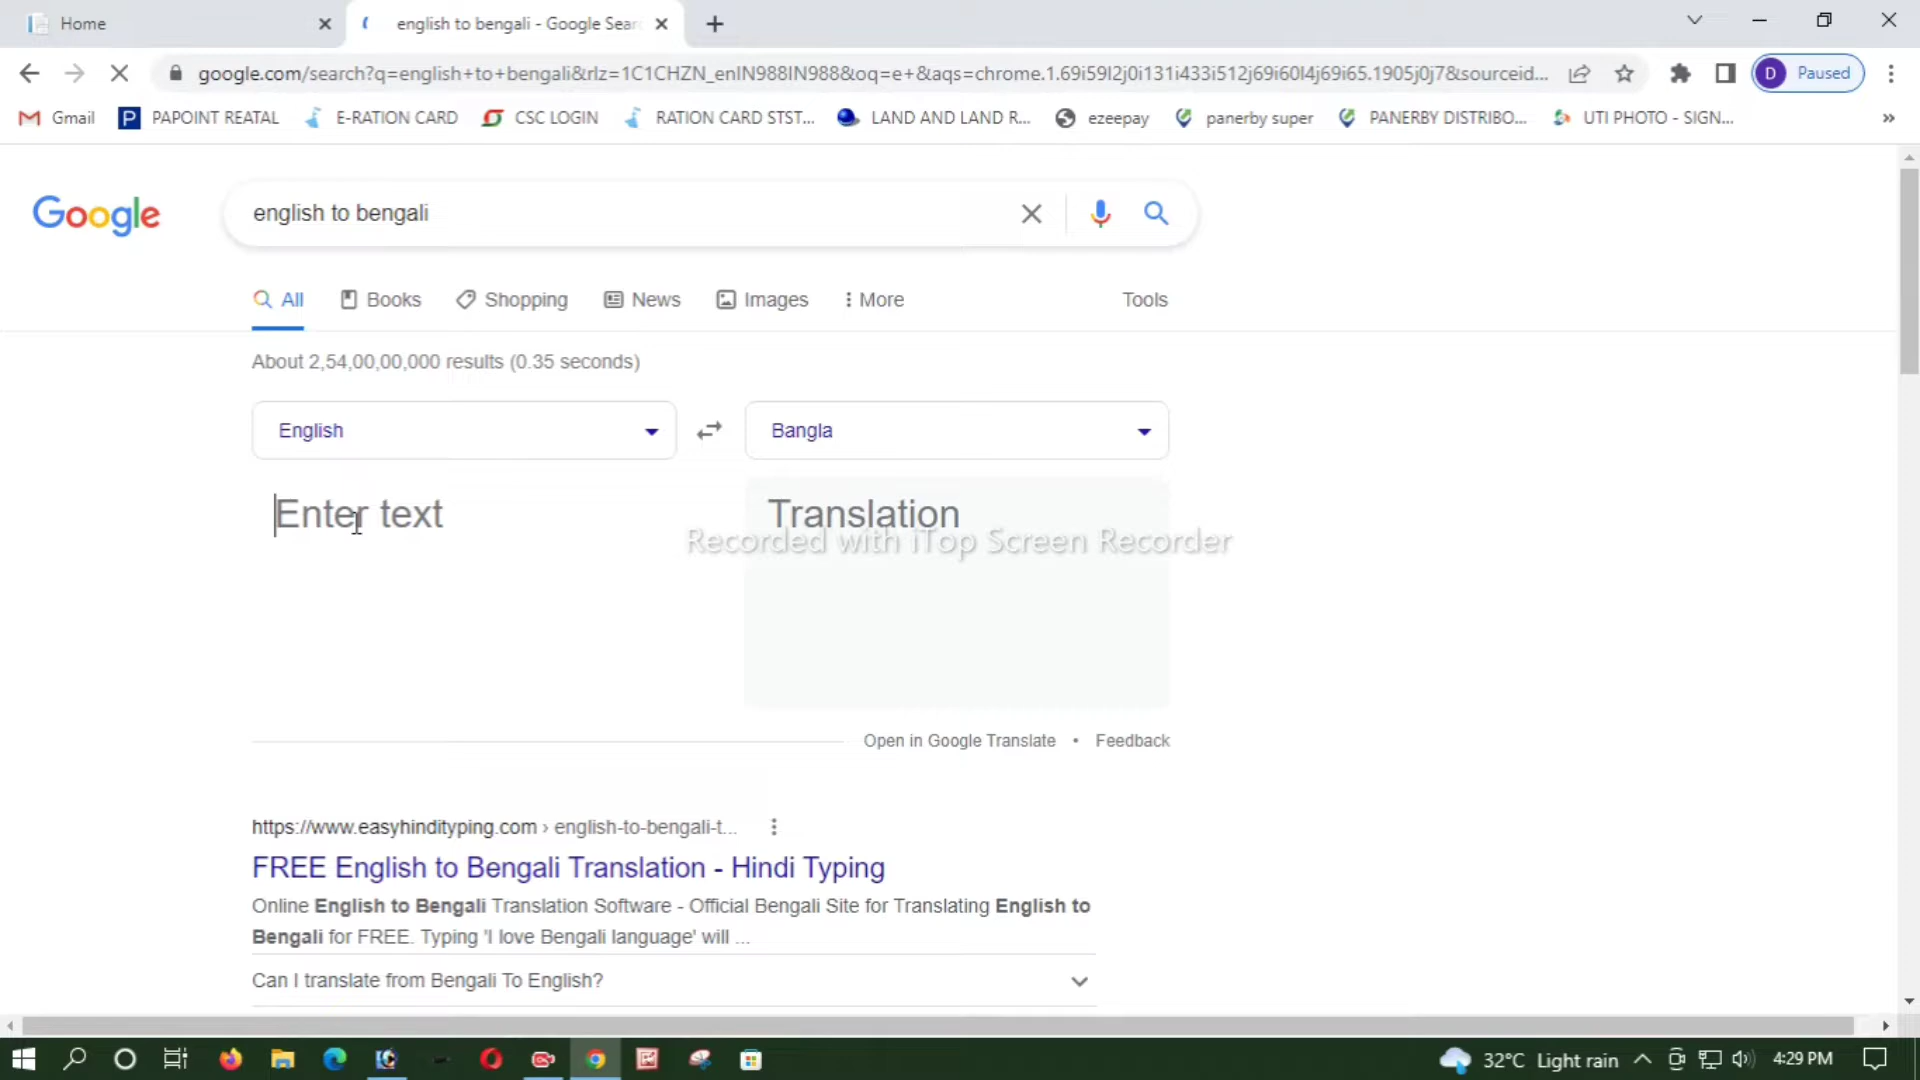 Home
english to bengali - Google Sear
google.com/search?q=english+to+bengali&rlz=1C1CHZN_enIN988IN988&oq=e+&aqs=chrome.1.69i59l2j0i131i433i512j69i60l4j69i65.1905j0j7&sourceid...
D Paused
Gmail PAPOINT REATAL E-RATION CARD CSC LOGIN RATION CARD STST... LAND AND LAND R... ezeepay panerby super PANERBY DISTRIBO... UTI PHOTO - SIGN... »
Google
english to bengali
All Books Shopping News Images More Tools
About 2,54,00,00,000 results (0.35 seconds)
English Bangla
Enter text Translation
Recorded with iTop Screen Recorder
Open in Google Translate • Feedback
https://www.easyhindityping.com › english-to-bengali-t...
FREE English to Bengali Translation - Hindi Typing
Online English to Bengali Translation Software - Official Bengali Site for Translating English to
Bengali for FREE. Typing 'I love Bengali language' will ...
Can I translate from Bengali To English?
32°C Light rain 4:29 PM